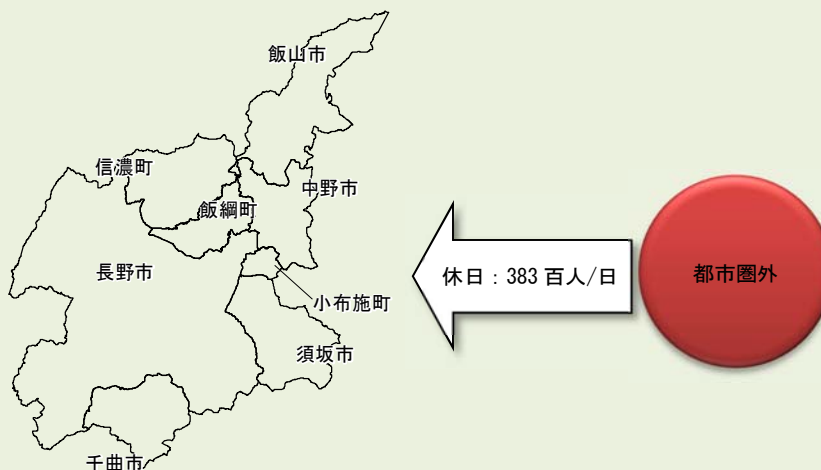 飯山市
信濃町
中野市
飯綱町
長野市
休日：383 百人/日
都市圏外
小布施町
須坂市
千曲市